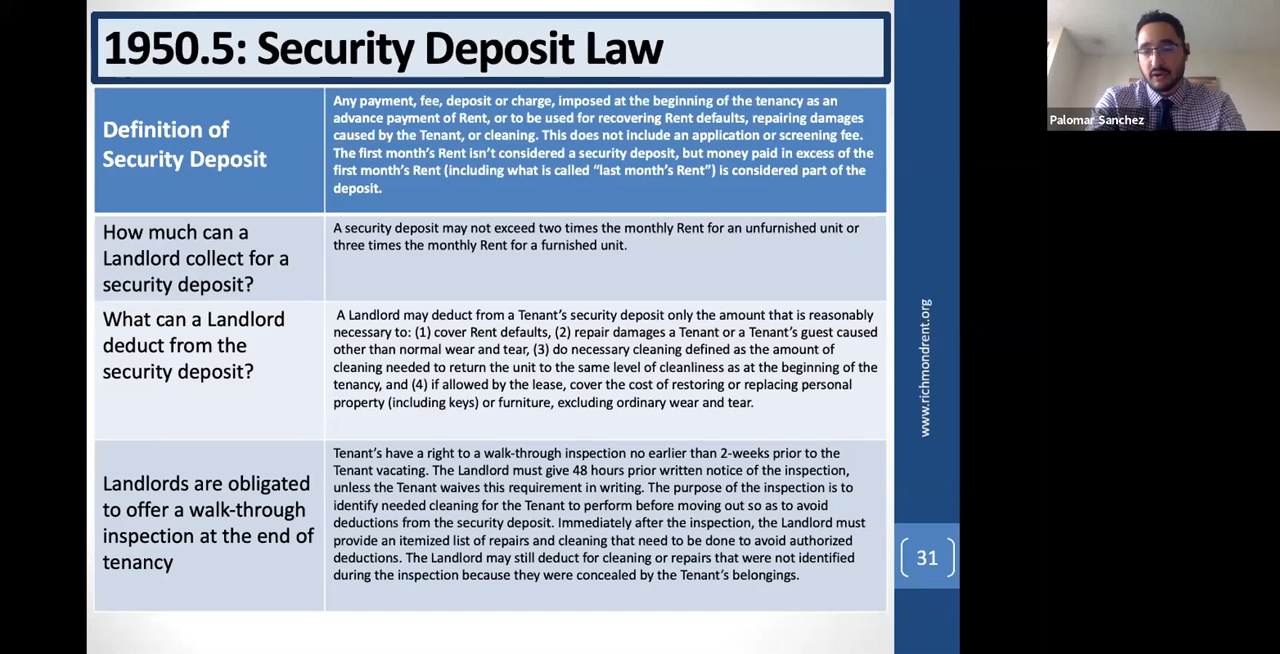 1950.5: Security Deposit Law
Definition of
Security Deposit
Any payment, fee, deposit or charge, imposed at the beginning of the tenancy as an
advance payment of Rent, or to be used for recovering Rent defaults, repairing damages
caused by the Tenant, or cleaning. This does not include an application or screening fee.
The first month's Rent isn't considered a security deposit, but money paid in excess of the
first month's Rent (including what is called "last month's Rent") is considered part of the
deposit.
How much can a
Landlord collect for a
security deposit?
A security deposit may not exceed two times the monthly Rent for an unfurnished unit or
three times the monthly Rent for a furnished unit.
What can a Landlord
deduct from the
security deposit?
A Landlord may deduct from a Tenant's security deposit only the amount that is reasonably
necessary to: (1) cover Rent defaults, (2) repair damages a Tenant or a Tenant's guest caused
other than normal wear and tear, (3) do necessary cleaning defined as the amount of
cleaning needed to return the unit to the same level of cleanliness as at the beginning of the
tenancy, and (4) if allowed by the lease, cover the cost of restoring or replacing personal
property (including keys) or furniture, excluding ordinary wear and tear.
Landlords are obligated
to offer a walk-through
inspection at the end of
tenancy
Tenant's have a right to a walk-through inspection no earlier than 2-weeks prior to the
Tenant vacating. The Landlord must give 48 hours prior written notice of the inspection,
unless the Tenant waives this requirement in writing. The purpose of the inspection is to
identify needed cleaning for the Tenant to perform before moving out so as to avoid
deductions from the security deposit. Immediately after the inspection, the Landlord must
provide an itemized list of repairs and cleaning that need to be done to avoid authorized
deductions. The Landlord may still deduct for cleaning or repairs that were not identified
during the inspection because they were concealed by the Tenant's belongings.
www.richmondrent.org
31
Palomar Sanchez